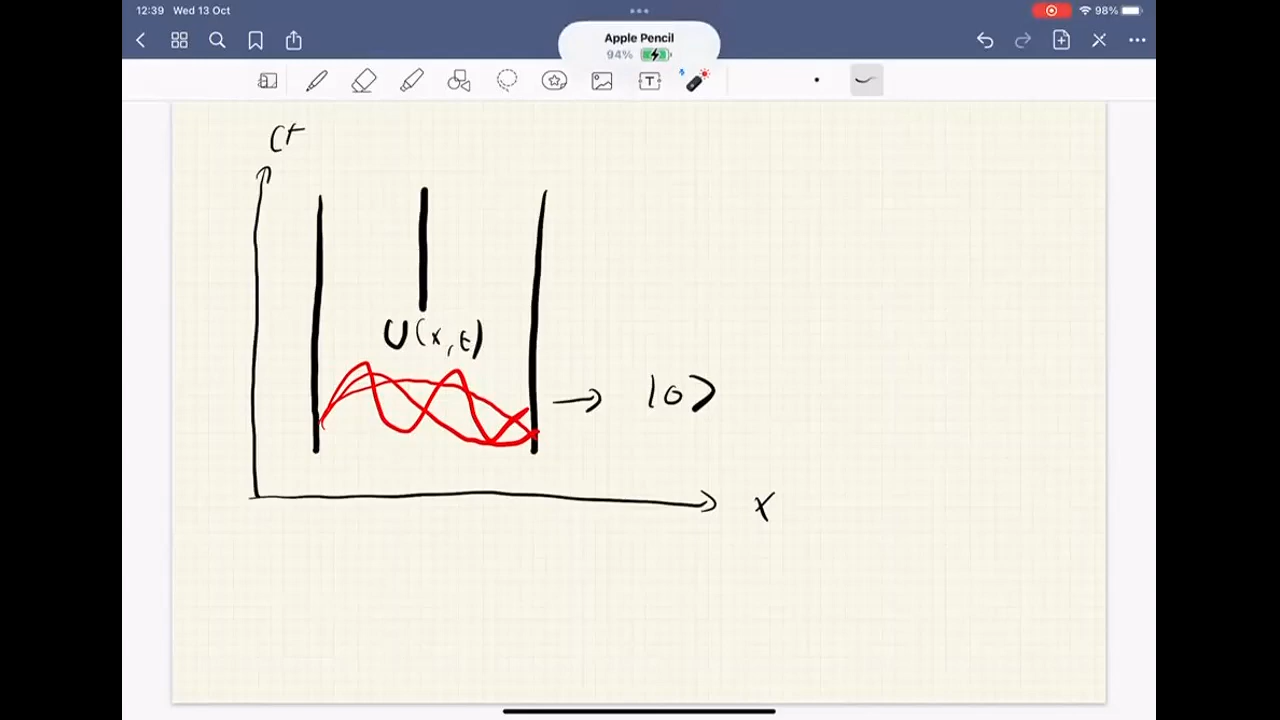 12:39 Wed 13 Oct
98%
Apple Pencil
94%
T
ct
U(x,t)
|0>
x